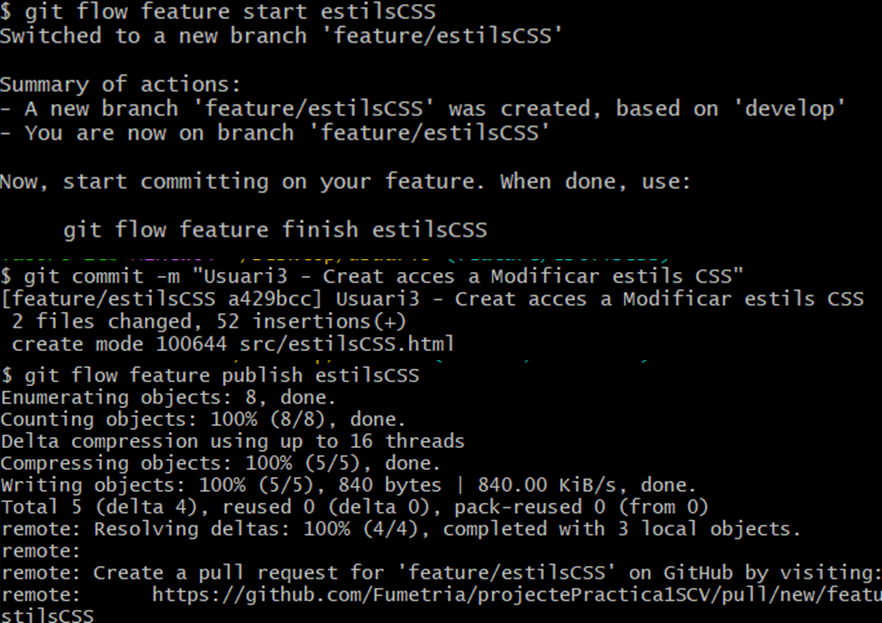 $ git flow feature start estilsCSS
Switched to a new branch 'feature/estilsCSS'
Summary of actions:
- A new branch 'feature/estilsCSS' was created, based on 'develop'
- You are now on branch 'feature/estilsCSS'
Now, start committing on your feature. When done, use:
git flow feature finish estilsCSS
$ git commit -m "Usuari3 - Creat acces a Modificar estils CSS"
[feature/estilsCSS a429bcc] Usuari3 - Creat acces a Modificar estils CSS
2 files changed, 52 insertions(+)
create mode 100644 src/estilsCSS.html
$ git flow feature publish estilsCSS
Enumerating objects: 8, done.
Counting objects: 100% (8/8), done.
Delta compression using up to 16 threads
Compressing objects: 100% (5/5), done.
Writing objects: 100% (5/5), 840 bytes | 840.00 KiB/s, done.
Total 5 (delta 4), reused 0 (delta 0), pack-reused 0 (from 0)
remote: Resolving deltas: 100% (4/4), completed with 3 local objects.
remote:
remote: Create a pull request for 'feature/estilsCSS' on GitHub by visiting:
remote: https://github.com/Fumetria/projectePractica1SCV/pull/new/featu
stilsCSS